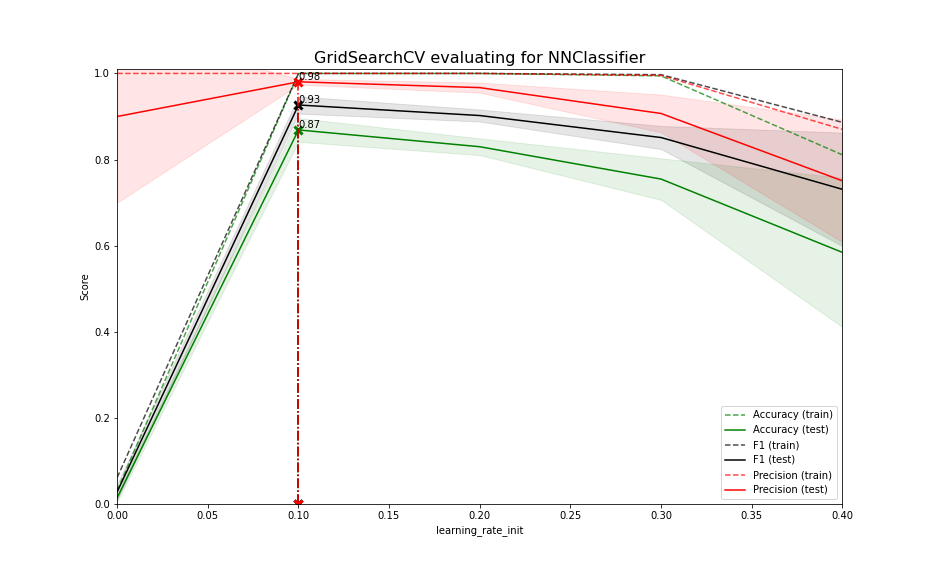 GridSearchCV evaluating for NNClassifier
1.0
0.8
0.6
0.4
0.2
0.0
Score
0.98
0.93
0.87
0.00 0.05 0.10 0.15 0.20 0.25 0.30 0.35 0.40
learning_rate_init
Accuracy (train)
Accuracy (test)
F1 (train)
F1 (test)
Precision (train)
Precision (test)